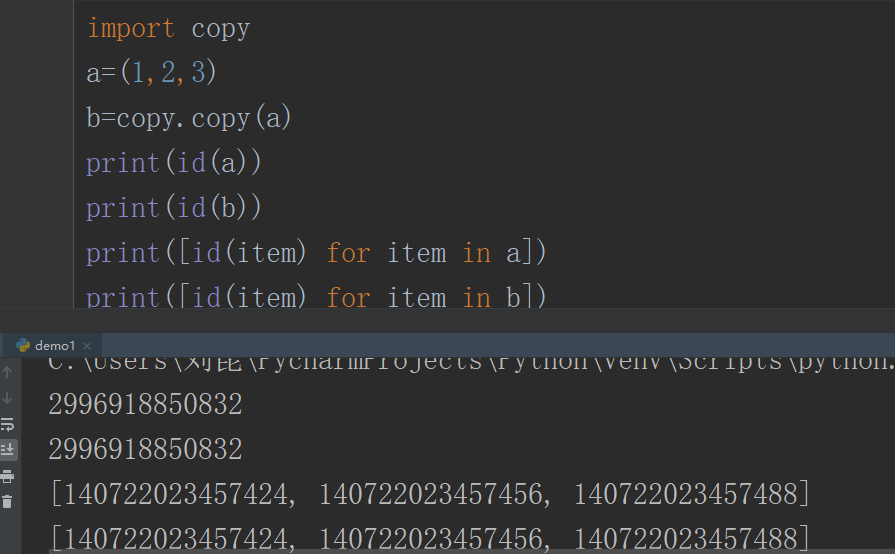 import copy
a=(1,2,3)
b=copy.copy(a)
print(id(a))
print(id(b))
print([id(item) for item in a])
print([id(item) for item in b])
demo1
C:\Users\刘昆\PycharmProjects\Python\venv\Scripts\python.
2996918850832
2996918850832
[140722023457424, 140722023457456, 140722023457488]
[140722023457424, 140722023457456, 140722023457488]